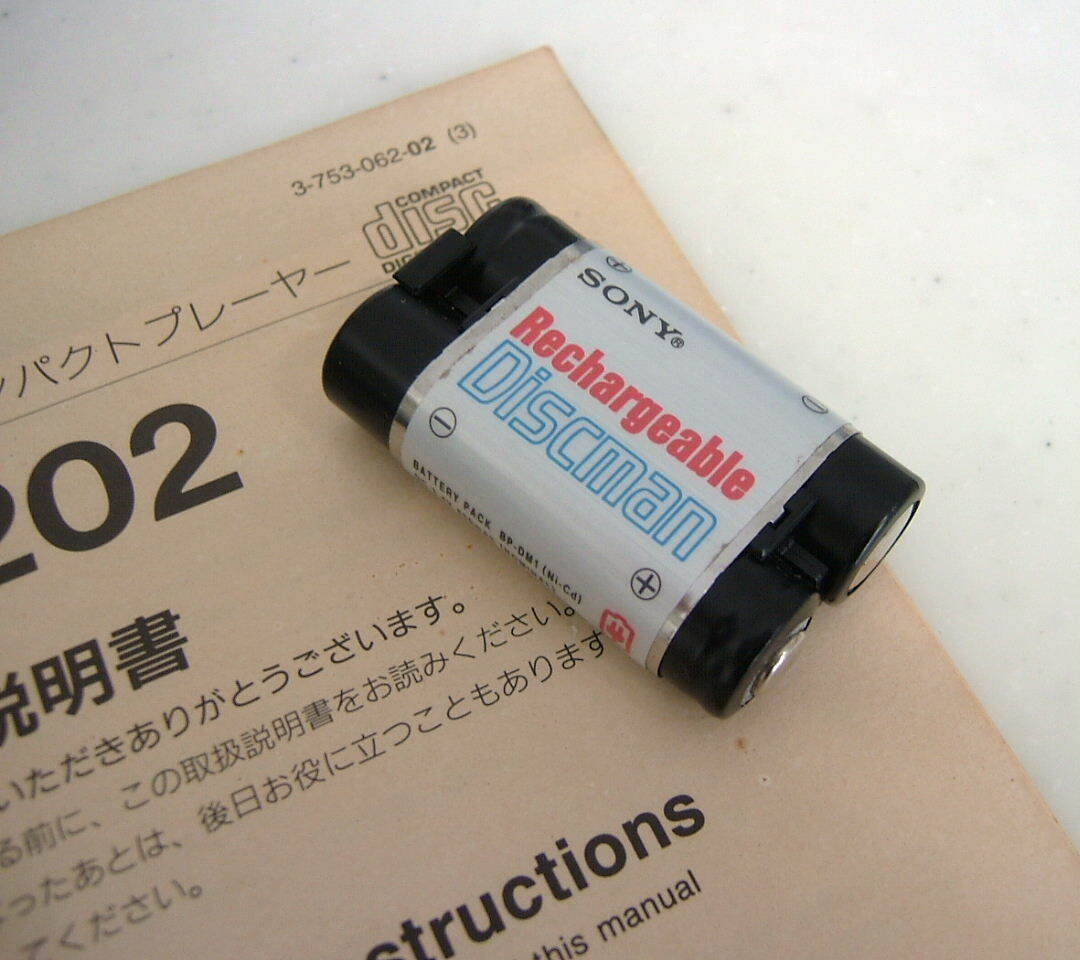 3-753-062-02 (3)
COMPACT
disc
パクトプレーヤー
202
説明書
いただきありがとうございます。
る前に、この取扱説明書をお読みください。
ったあとは、後日お役に立つこともあります
てください。
structions
this manual
SONY®
Rechargeable
Discman
BATTERY PACK BP-DM1 (Ni-Cd)